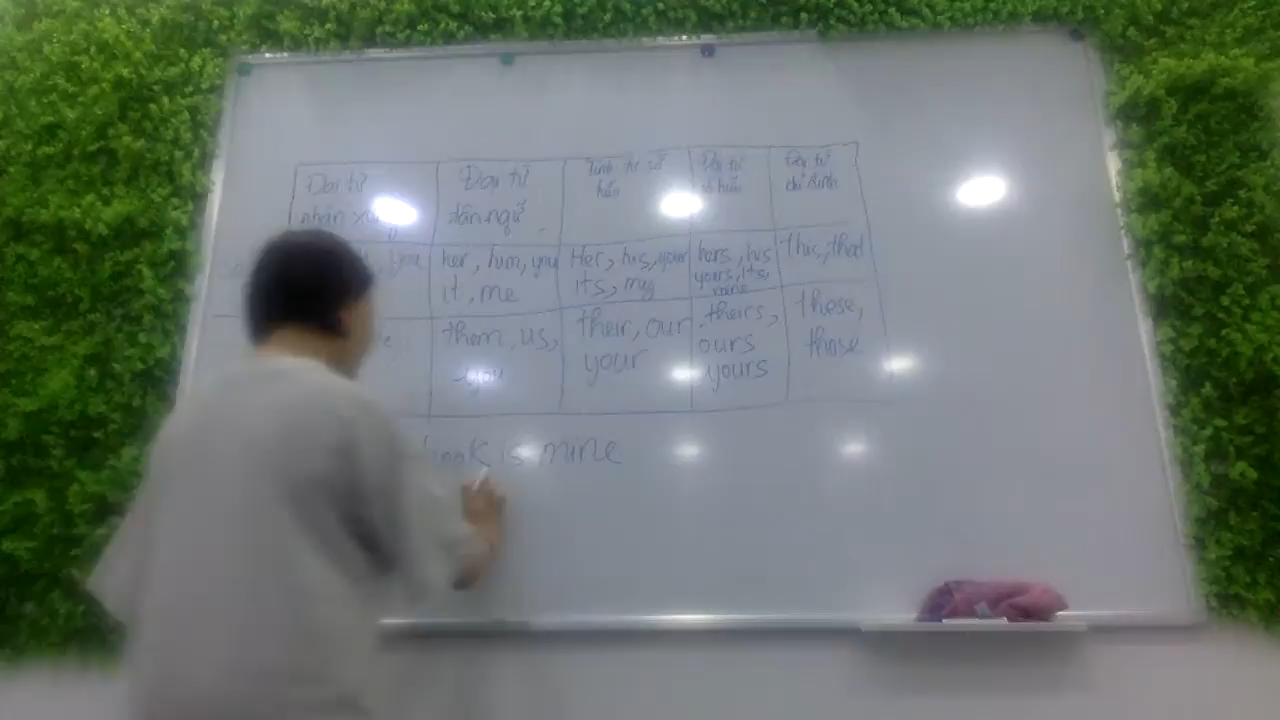 Đại từ
nhân xưng
Đại từ
tân ngữ
Tính từ sở
hữu
Đại từ
sở hữu
Đại từ
chỉ định
you
her, him, you
it, me
Her, his, your
its, my
hers, his
yours, its,
mine
This, that
them, us,
you
their, our
your
theirs,
ours
yours
these,
those
book is mine